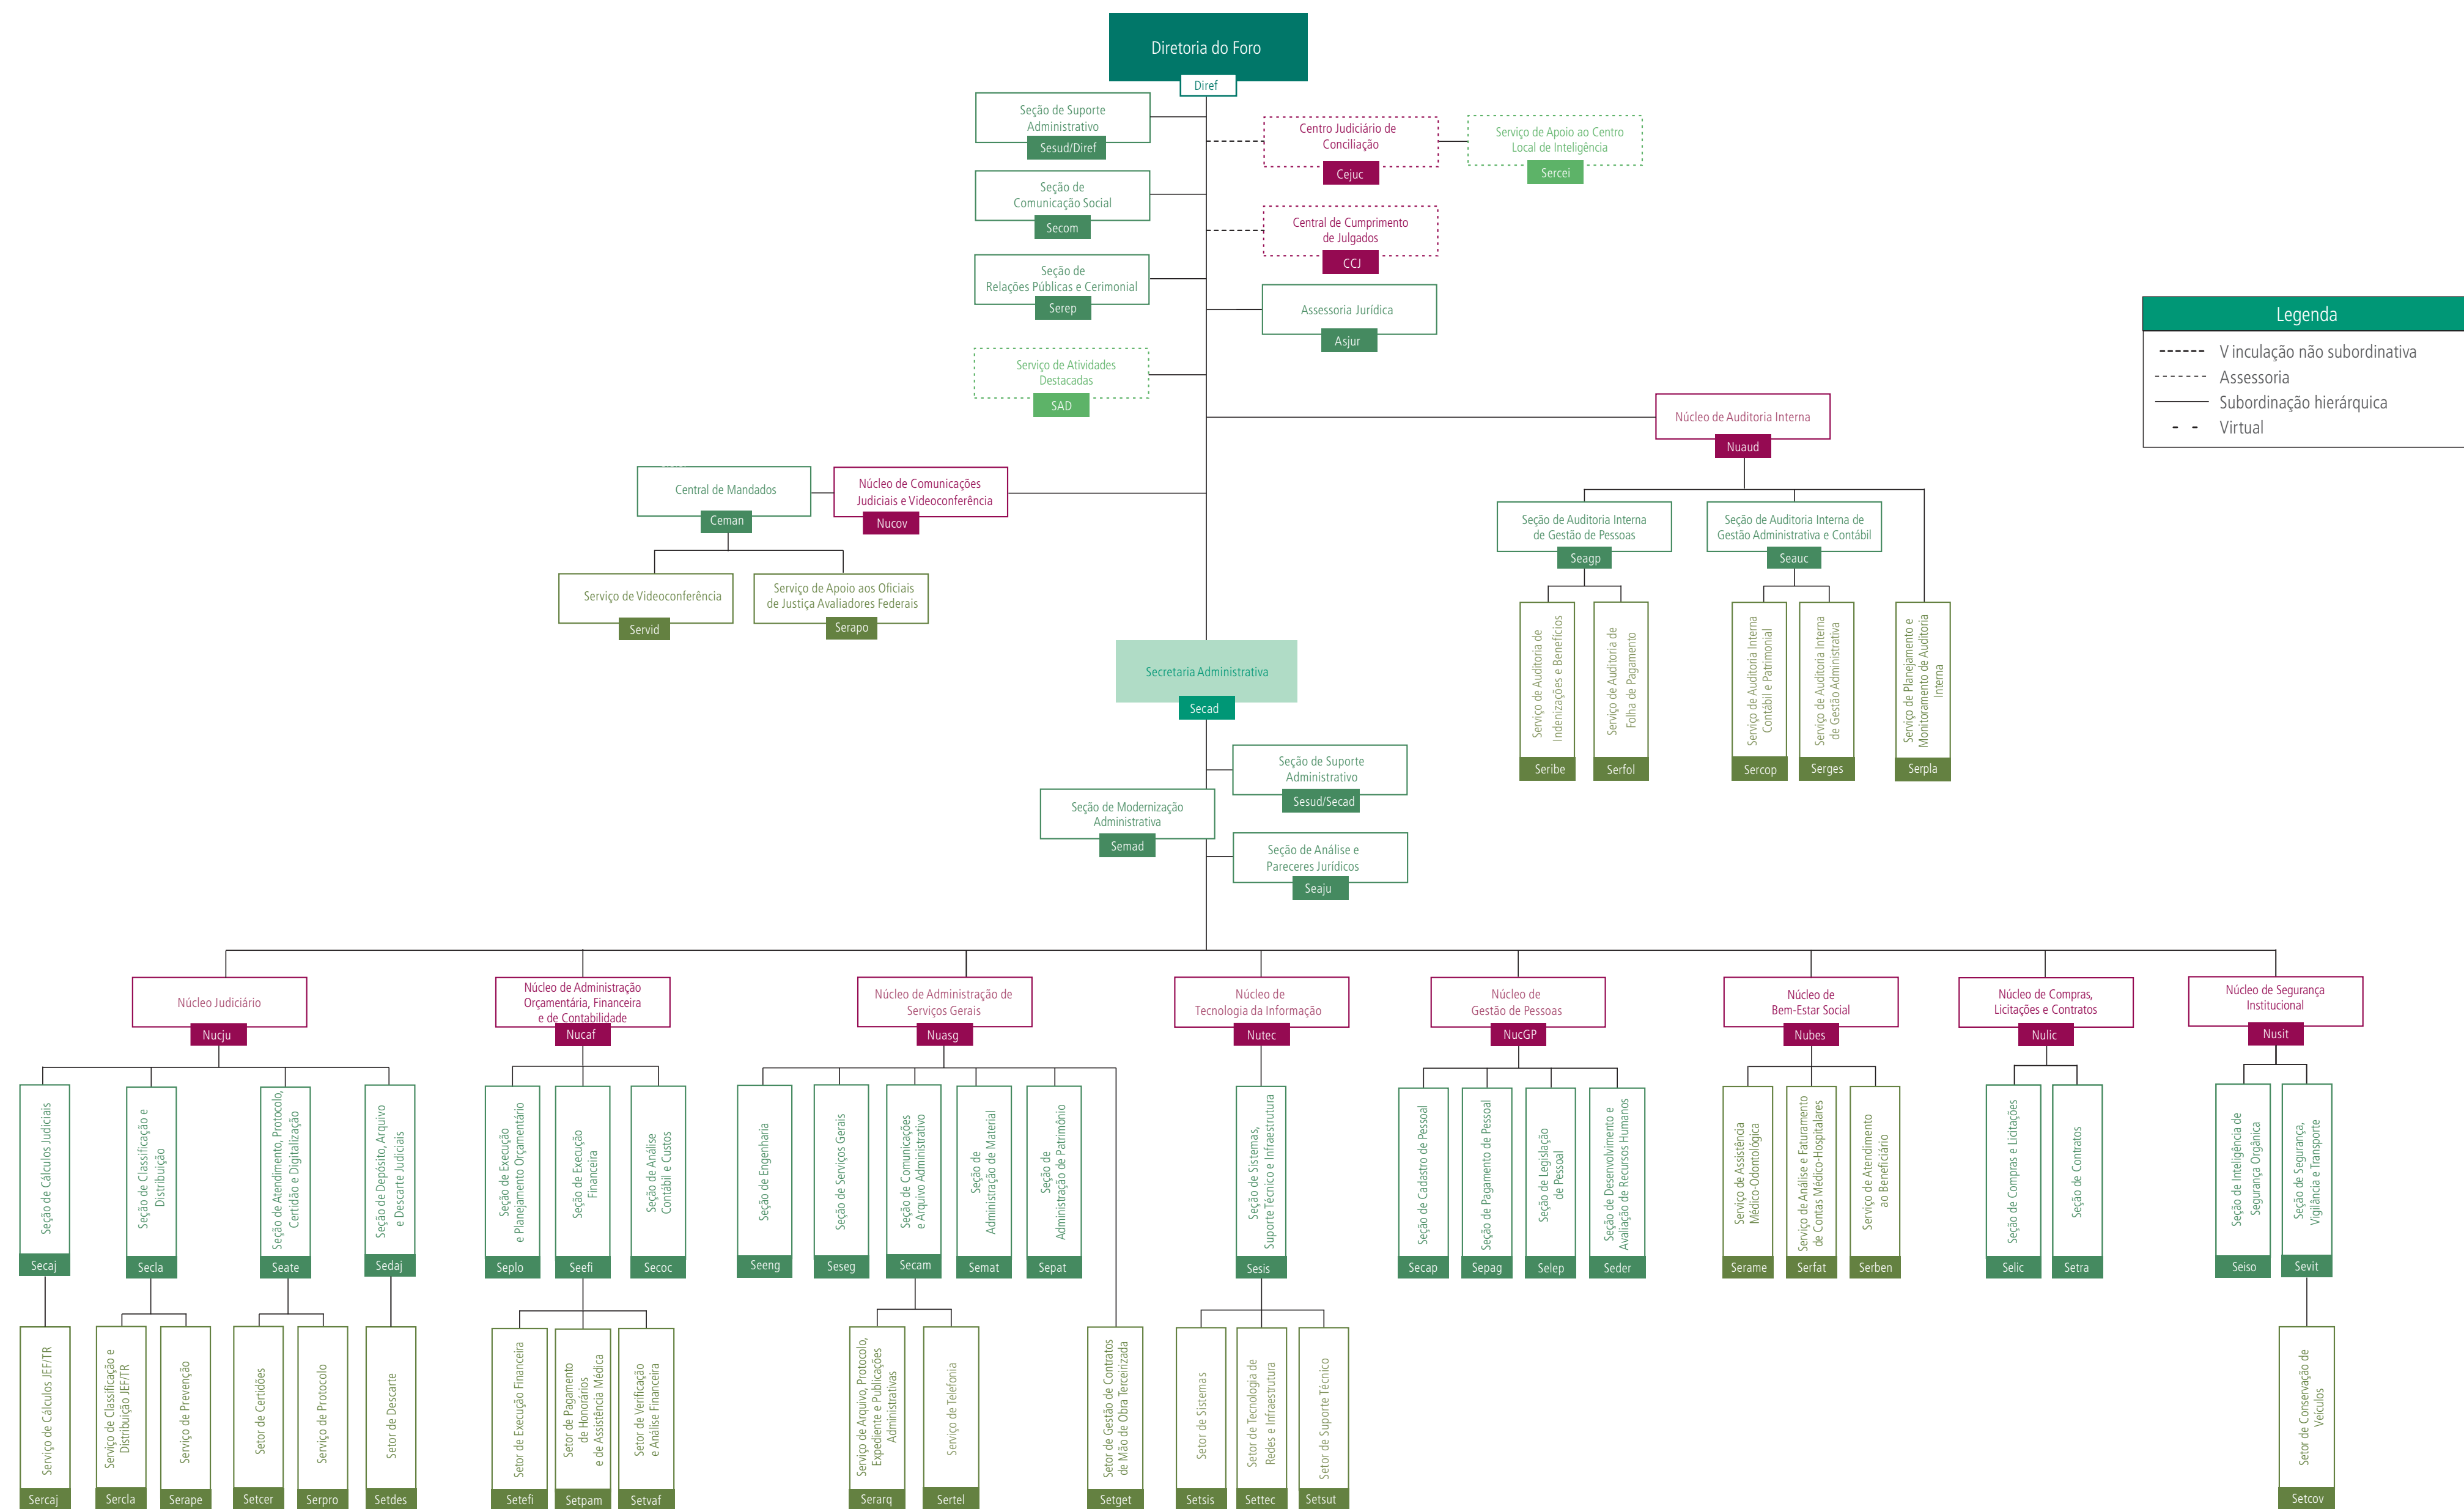 Diretoria do Foro
Diref
Seção de Suporte
Administrativo
Sesud/Diref
Centro Judiciário de
Conciliação
Cejuc
Serviço de Apoio ao Centro
Local de Inteligência
Sercei
Seção de
Comunicação Social
Secom
Central de Cumprimento
de Julgados
CCJ
Seção de
Relações Públicas e Cerimonial
Serep
Assessoria Jurídica
Asjur
Serviço de Atividades
Destacadas
SAD
Legenda
Vinculação não subordinativa
Assessoria
Subordinação hierárquica
Virtual
Núcleo de Auditoria Interna
Nuaud
Central de Mandados
Ceman
Núcleo de Comunicações
Judiciais e Videoconferência
Nucov
Serviço de Videoconferência
Servid
Serviço de Apoio aos Oficiais
de Justiça Avaliadores Federais
Serapo
Seção de Auditoria Interna
de Gestão de Pessoas
Seagp
Seção de Auditoria Interna de
Gestão Administrativa e Contábil
Seauc
Serviço de Auditoria de
Indenizações e Benefícios
Seribe
Serviço de Auditoria de
Folha de Pagamento
Serfol
Serviço de Auditoria Interna
Contábil e Patrimonial
Sercop
Serviço de Auditoria Interna
de Gestão Administrativa
Serges
Serviço de Planejamento e
Monitoramento de Auditoria
Interna
Serpla
Secretaria Administrativa
Secad
Seção de Suporte
Administrativo
Sesud/Secad
Seção de Modernização
Administrativa
Semad
Seção de Análise e
Pareceres Jurídicos
Seaju
Núcleo Judiciário
Nucju
Núcleo de Administração
Orçamentária, Financeira
e de Contabilidade
Nucaf
Núcleo de Administração de
Serviços Gerais
Nuasg
Núcleo de
Tecnologia da Informação
Nutec
Núcleo de
Gestão de Pessoas
NucGP
Núcleo de
Bem-Estar Social
Nubes
Núcleo de Compras,
Licitações e Contratos
Nulic
Núcleo de Segurança
Institucional
Nusit
Seção de Cálculos Judiciais
Secaj
Seção de Classificação e
Distribuição
Secla
Seção de Atendimento, Protocolo,
Certidão e Digitalização
Seate
Seção de Depósito, Arquivo
e Descarte Judiciais
Sedaj
Seção de Execução
e Planejamento Orçamentário
Seplo
Seção de Execução
Financeira
Seefi
Seção de Análise
Contábil e Custos
Secoc
Seção de Engenharia
Seeng
Seção de Serviços Gerais
Seseg
Seção de Comunicações
e Arquivo Administrativo
Secam
Seção de
Administração de Material
Semat
Seção de
Administração de Patrimônio
Sepat
Seção de Sistemas,
Suporte Técnico e Infraestrutura
Sesis
Seção de Cadastro de Pessoal
Secap
Seção de Pagamento de Pessoal
Sepag
Seção de Legislação
de Pessoal
Selep
Seção de Desenvolvimento e
Avaliação de Recursos Humanos
Seder
Serviço de Assistência
Médico-Odontológica
Serame
Serviço de Análise e Faturamento
de Contas Médico-Hospitalares
Serfat
Serviço de Atendimento
ao Beneficiário
Serben
Seção de Compras e Licitações
Selic
Seção de Contratos
Setra
Seção de Inteligência de
Segurança Orgânica
Seiso
Seção de Segurança,
Vigilância e Transporte
Sevit
Serviço de Cálculos JEF/TR
Sercaj
Serviço de Classificação e
Distribuição JEF/TR
Sercla
Serviço de Prevenção
Serape
Setor de Certidões
Setcer
Serviço de Protocolo
Serpro
Setor de Descarte
Setdes
Setor de Execução Financeira
Setefi
Setor de Pagamento
de Honorários
e de Assistência Médica
Setpam
Setor de Verificação
e Análise Financeira
Setvaf
Serviço de Arquivo, Protocolo,
Expediente e Publicações
Administrativas
Serarq
Serviço de Telefonia
Sertel
Setor de Gestão de Contratos
de Mão de Obra Terceirizada
Setget
Setor de Sistemas
Setsis
Setor de Tecnologia de
Redes e Infraestrutura
Settec
Setor de Suporte Técnico
Setsut
Setor de Conservação de
Veículos
Setcov